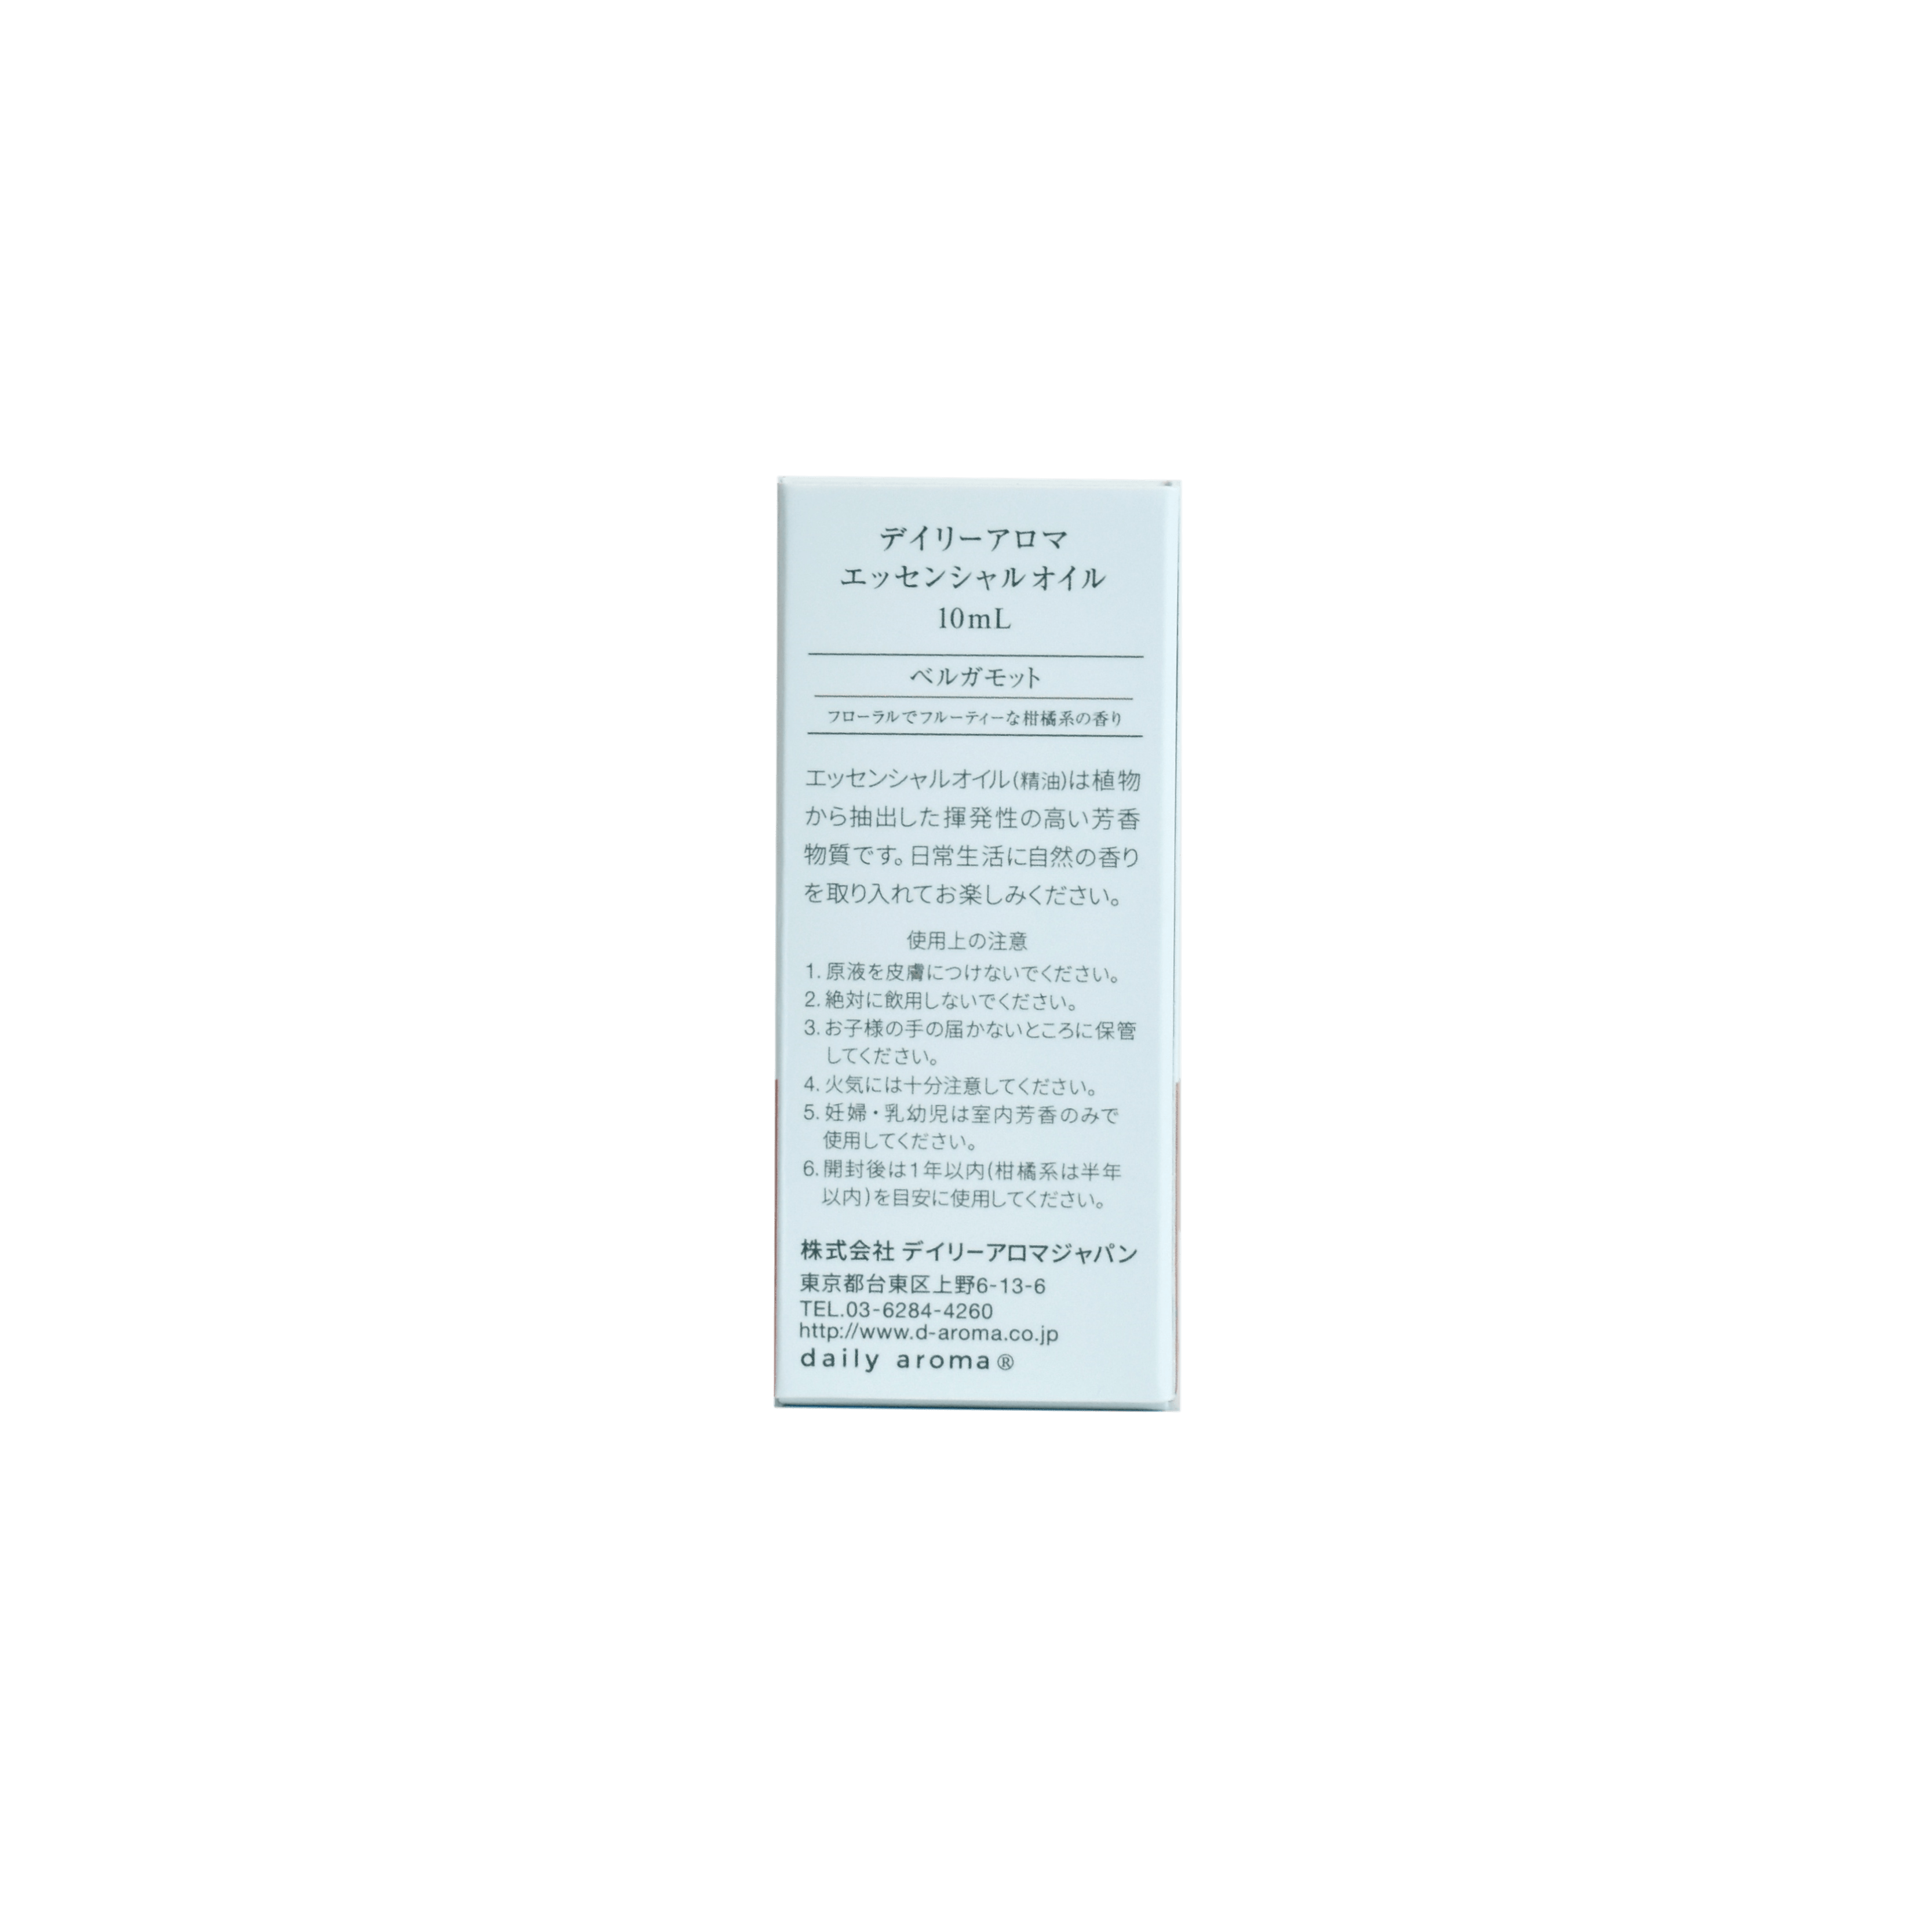 デイリーアロマ
エッセンシャルオイル
10mL
ベルガモット
フローラルでフルーティーな柑橘系の香り
エッセンシャルオイル(精油)は植物
から抽出した揮発性の高い芳香
物質です。日常生活に自然の香り
を取り入れてお楽しみください。
使用上の注意
1. 原液を皮膚につけないでください。
2. 絶対に飲用しないでください。
3. お子様の手の届かないところに保管
してください。
4. 火気には十分注意してください。
5. 妊婦・乳幼児は室内芳香のみで
使用してください。
6. 開封後は1年以内(柑橘系は半年
以内)を目安に使用してください。
株式会社 デイリーアロマジャパン
東京都台東区上野6-13-6
TEL.03-6284-4260
http://www.d-aroma.co.jp
daily aroma®